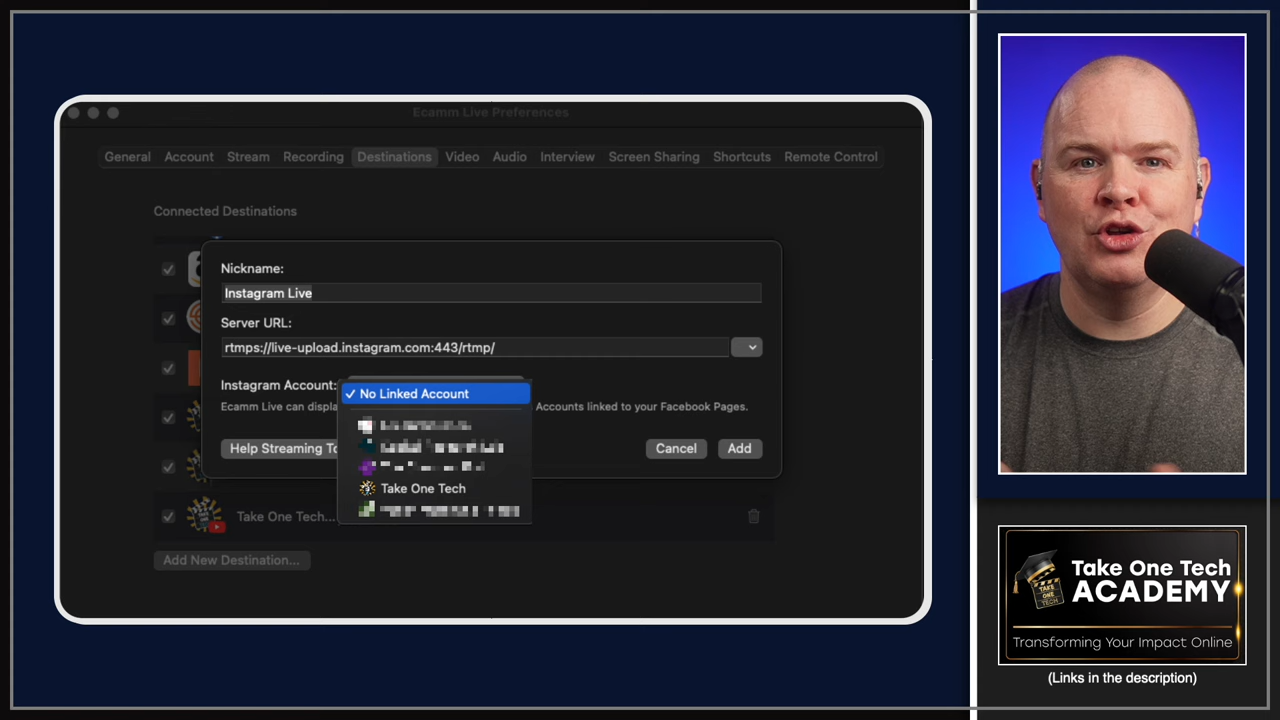 Ecamm Live Preferences
General Account Stream Recording Destinations Video Audio Interview Screen Sharing Shortcuts Remote Control
Connected Destinations
Nickname:
Instagram Live
Server URL:
rtmps://live-upload.instagram.com:443/rtmp/
Instagram Account:
✓ No Linked Account
Ecamm Live can displa
Accounts linked to your Facebook Pages.
Help Streaming To
Cancel
Add
Take One Tech
Take One Tech...
Add New Destination...
TAKE
ONE
TECH
Take One Tech
ACADEMY
Transforming Your Impact Online
(Links in the description)